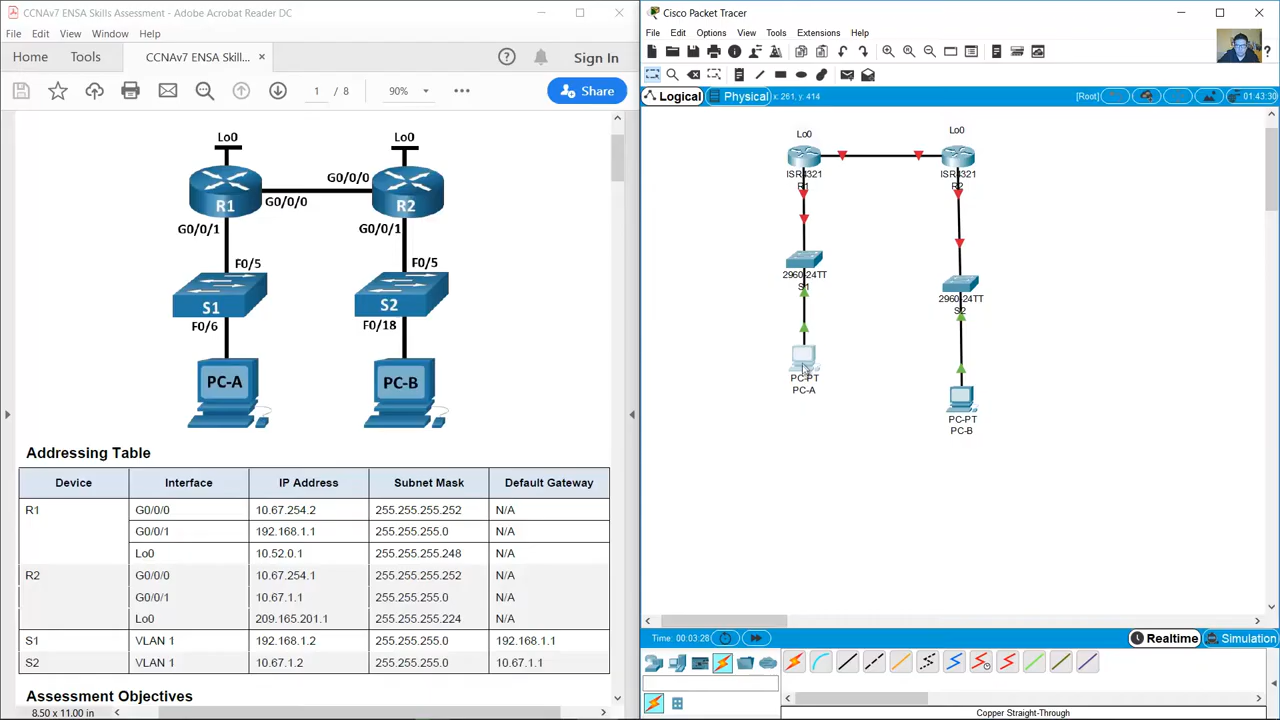 CCNAv7 ENSA Skills Assessment - Adobe Acrobat Reader DC
File Edit View Window Help
Home Tools CCNAv7 ENSA Skill... × ? Sign In
1 / 8 90% Share
Lo0 Lo0
G0/0/0
R1 R2
G0/0/0
G0/0/1 G0/0/1
F0/5 F0/5
S1 S2
F0/6 F0/18
PC-A PC-B
Addressing Table
Device Interface IP Address Subnet Mask Default Gateway
R1 G0/0/0 10.67.254.2 255.255.255.252 N/A
G0/0/1 192.168.1.1 255.255.255.0 N/A
Lo0 10.52.0.1 255.255.255.248 N/A
R2 G0/0/0 10.67.254.1 255.255.255.252 N/A
G0/0/1 10.67.1.1 255.255.255.0 N/A
Lo0 209.165.201.1 255.255.255.224 N/A
S1 VLAN 1 192.168.1.2 255.255.255.0 192.168.1.1
S2 VLAN 1 10.67.1.2 255.255.255.0 10.67.1.1
Assessment Objectives
8.50 x 11.00 in
Cisco Packet Tracer
File Edit Options View Tools Extensions Help
Logical Physical x: 261, y: 414 [Root] 01:43:30
Lo0 Lo0
ISR4321 ISR4321
R1 R2
2960-24TT
S1
2960-24TT
S2
PC-PT
PC-A
PC-PT
PC-B
Time: 00:03:28 Realtime Simulation
Copper Straight-Through